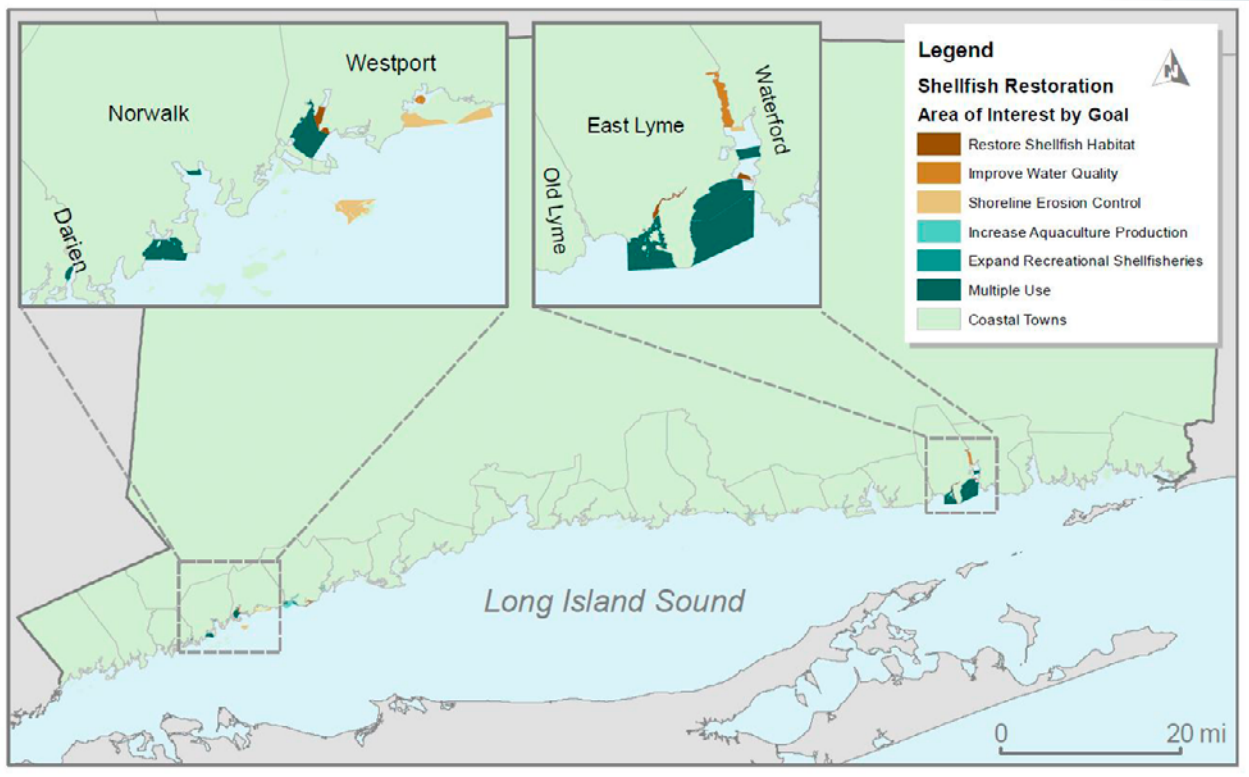 Westport
Norwalk
Darien
East Lyme
Waterford
Old Lyme
Legend
N
Shellfish Restoration
Area of Interest by Goal
Restore Shellfish Habitat
Improve Water Quality
Shoreline Erosion Control
Increase Aquaculture Production
Expand Recreational Shellfisheries
Multiple Use
Coastal Towns
Long Island Sound
0 20 mi